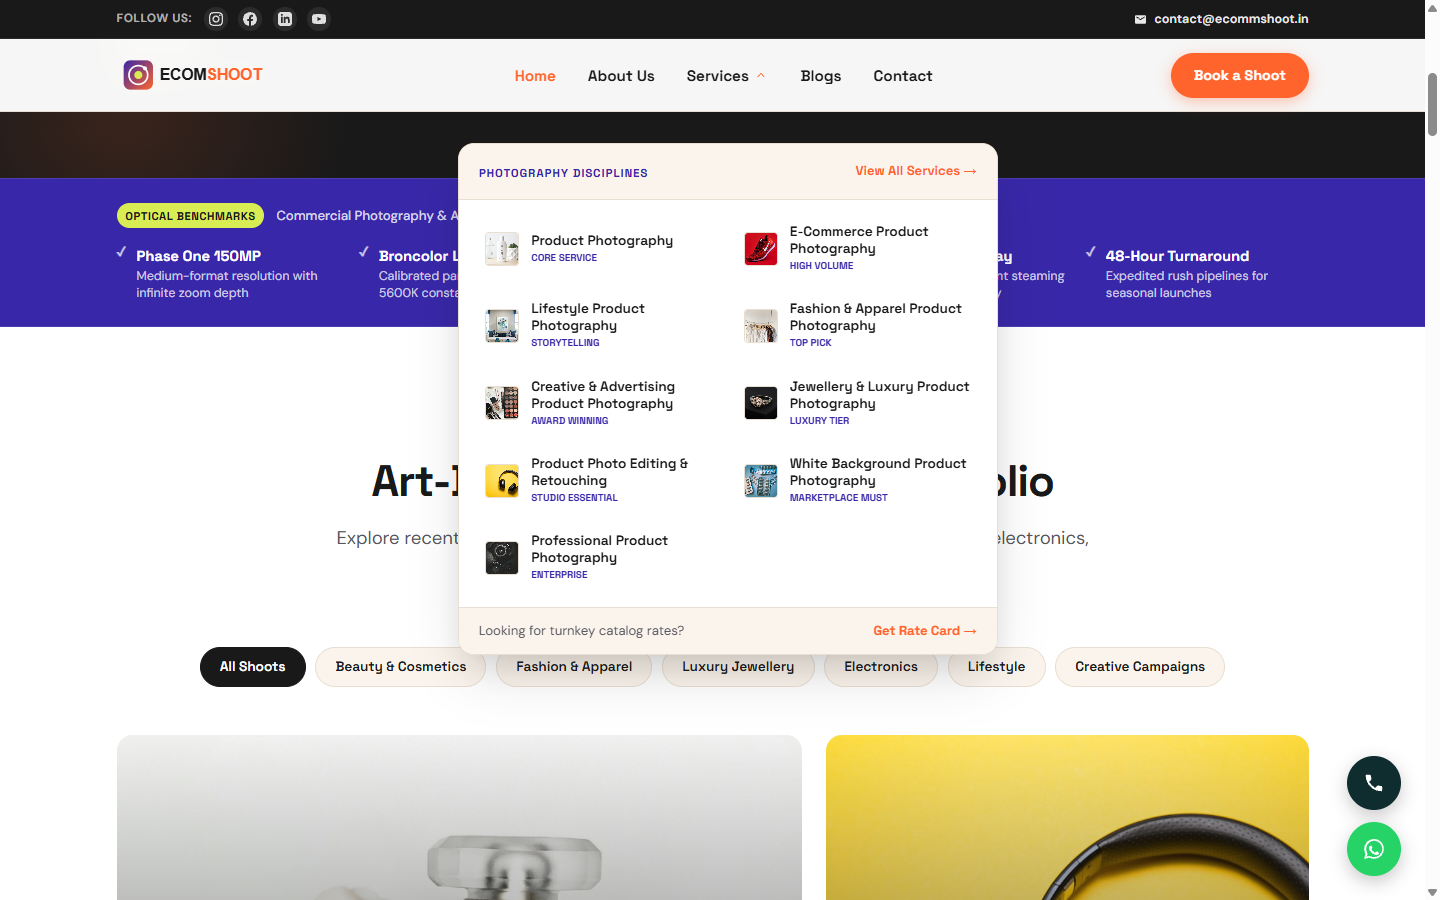 FOLLOW US:
contact@ecommshoot.in
ECOMSHOOT
Home
About Us
Services
Blogs
Contact
Book a Shoot
PHOTOGRAPHY DISCIPLINES
View All Services →
Product Photography
CORE SERVICE
E-Commerce Product
Photography
HIGH VOLUME
Lifestyle Product
Photography
STORYTELLING
Fashion & Apparel Product
Photography
TOP PICK
Creative & Advertising
Product Photography
AWARD WINNING
Jewellery & Luxury Product
Photography
LUXURY TIER
Product Photo Editing &
Retouching
STUDIO ESSENTIAL
White Background Product
Photography
MARKETPLACE MUST
Professional Product
Photography
ENTERPRISE
Looking for turnkey catalog rates?
Get Rate Card →
OPTICAL BENCHMARKS
Commercial Photography &
Phase One 150MP
Medium-format resolution with
infinite zoom depth
Broncolor
Calibrated
5600K
steaming
48-Hour Turnaround
Expedited rush pipelines for
seasonal launches
Explore recent
electronics,
All Shoots
Beauty & Cosmetics
Fashion & Apparel
Luxury Jewellery
Electronics
Lifestyle
Creative Campaigns